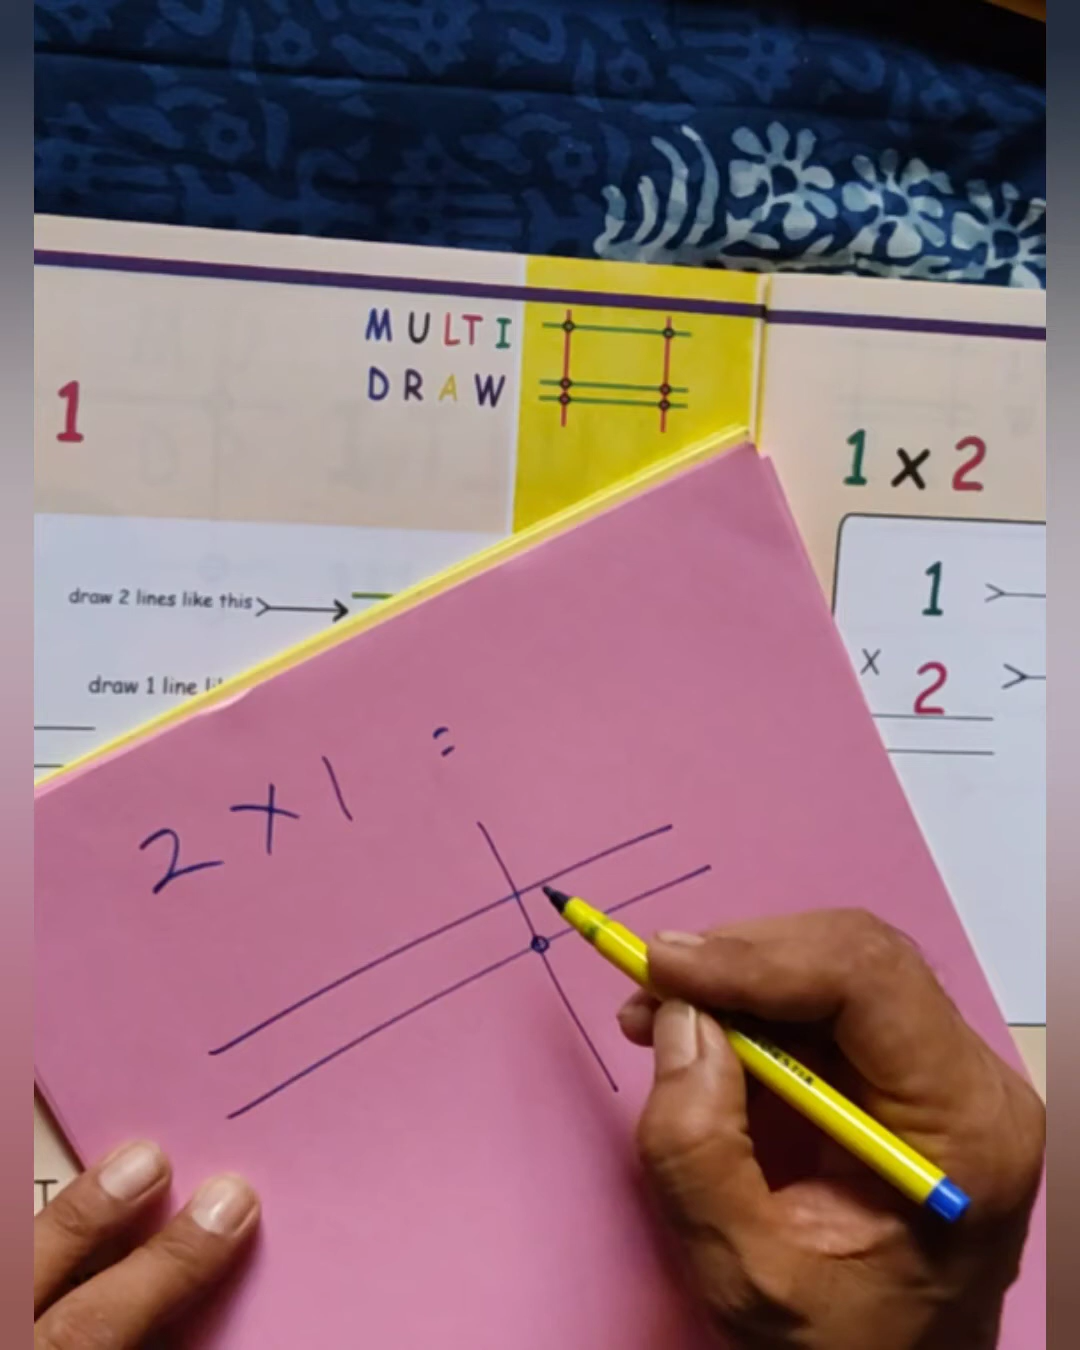 MULTI
DRAW
1
1 x 2
draw 2 lines like this
1
draw 1 line
x 2
2 x 1 =